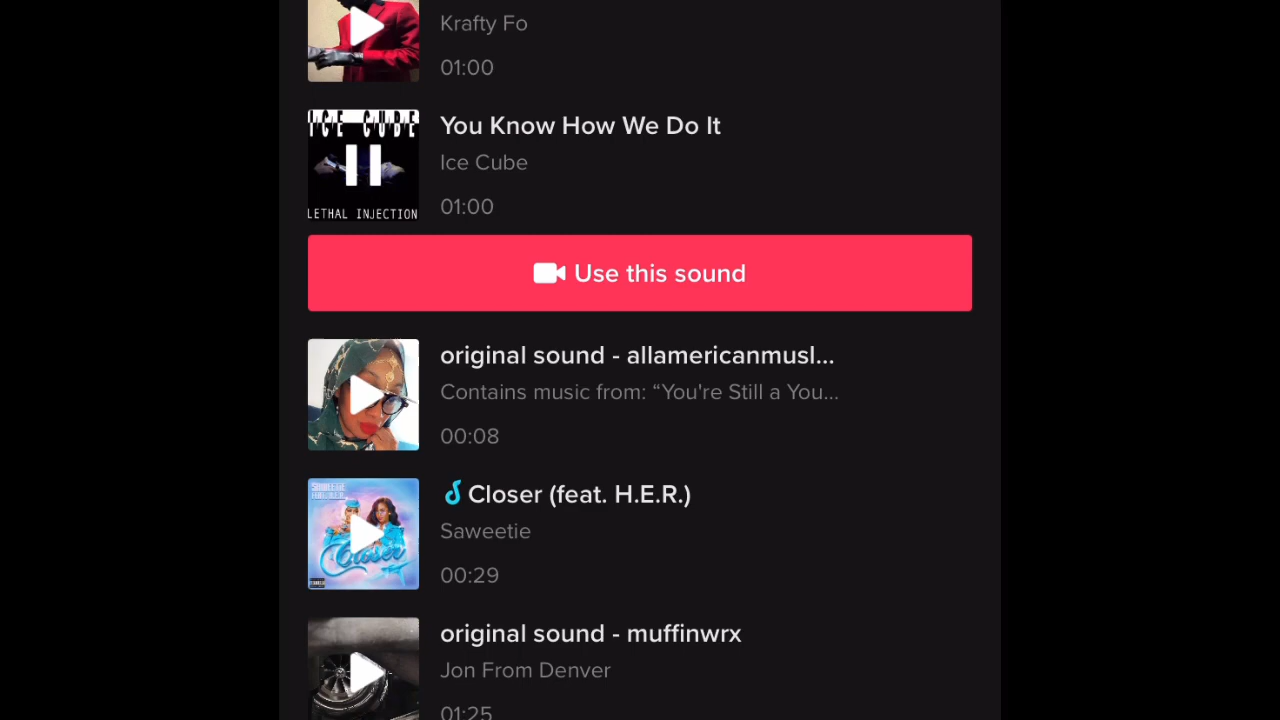 Krafty Fo
01:00
ICE CUBE
LETHAL INJECTION
You Know How We Do It
Ice Cube
01:00
Use this sound
original sound - allamericanmusl...
Contains music from: “You're Still a You...
00:08
SAWEETIE
Closer
Closer (feat. H.E.R.)
Saweetie
00:29
original sound - muffinwrx
Jon From Denver
01:25